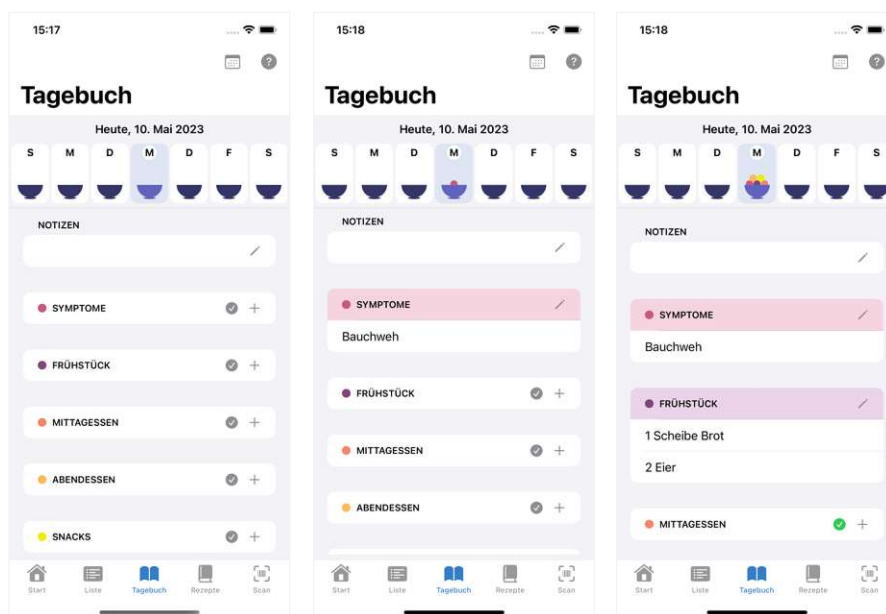 15:17
Tagebuch
Heute, 10. Mai 2023
S M D M D F S
NOTIZEN
SYMPTOME
FRÜHSTÜCK
MITTAGESSEN
ABENDESSEN
SNACKS
Start Liste Tagebuch Rezepte Scan
15:18
Tagebuch
Heute, 10. Mai 2023
S M D M D F S
NOTIZEN
SYMPTOME
Bauchweh
FRÜHSTÜCK
MITTAGESSEN
ABENDESSEN
Start Liste Tagebuch Rezepte Scan
15:18
Tagebuch
Heute, 10. Mai 2023
S M D M D F S
NOTIZEN
SYMPTOME
Bauchweh
FRÜHSTÜCK
1 Scheibe Brot
2 Eier
MITTAGESSEN
Start Liste Tagebuch Rezepte Scan